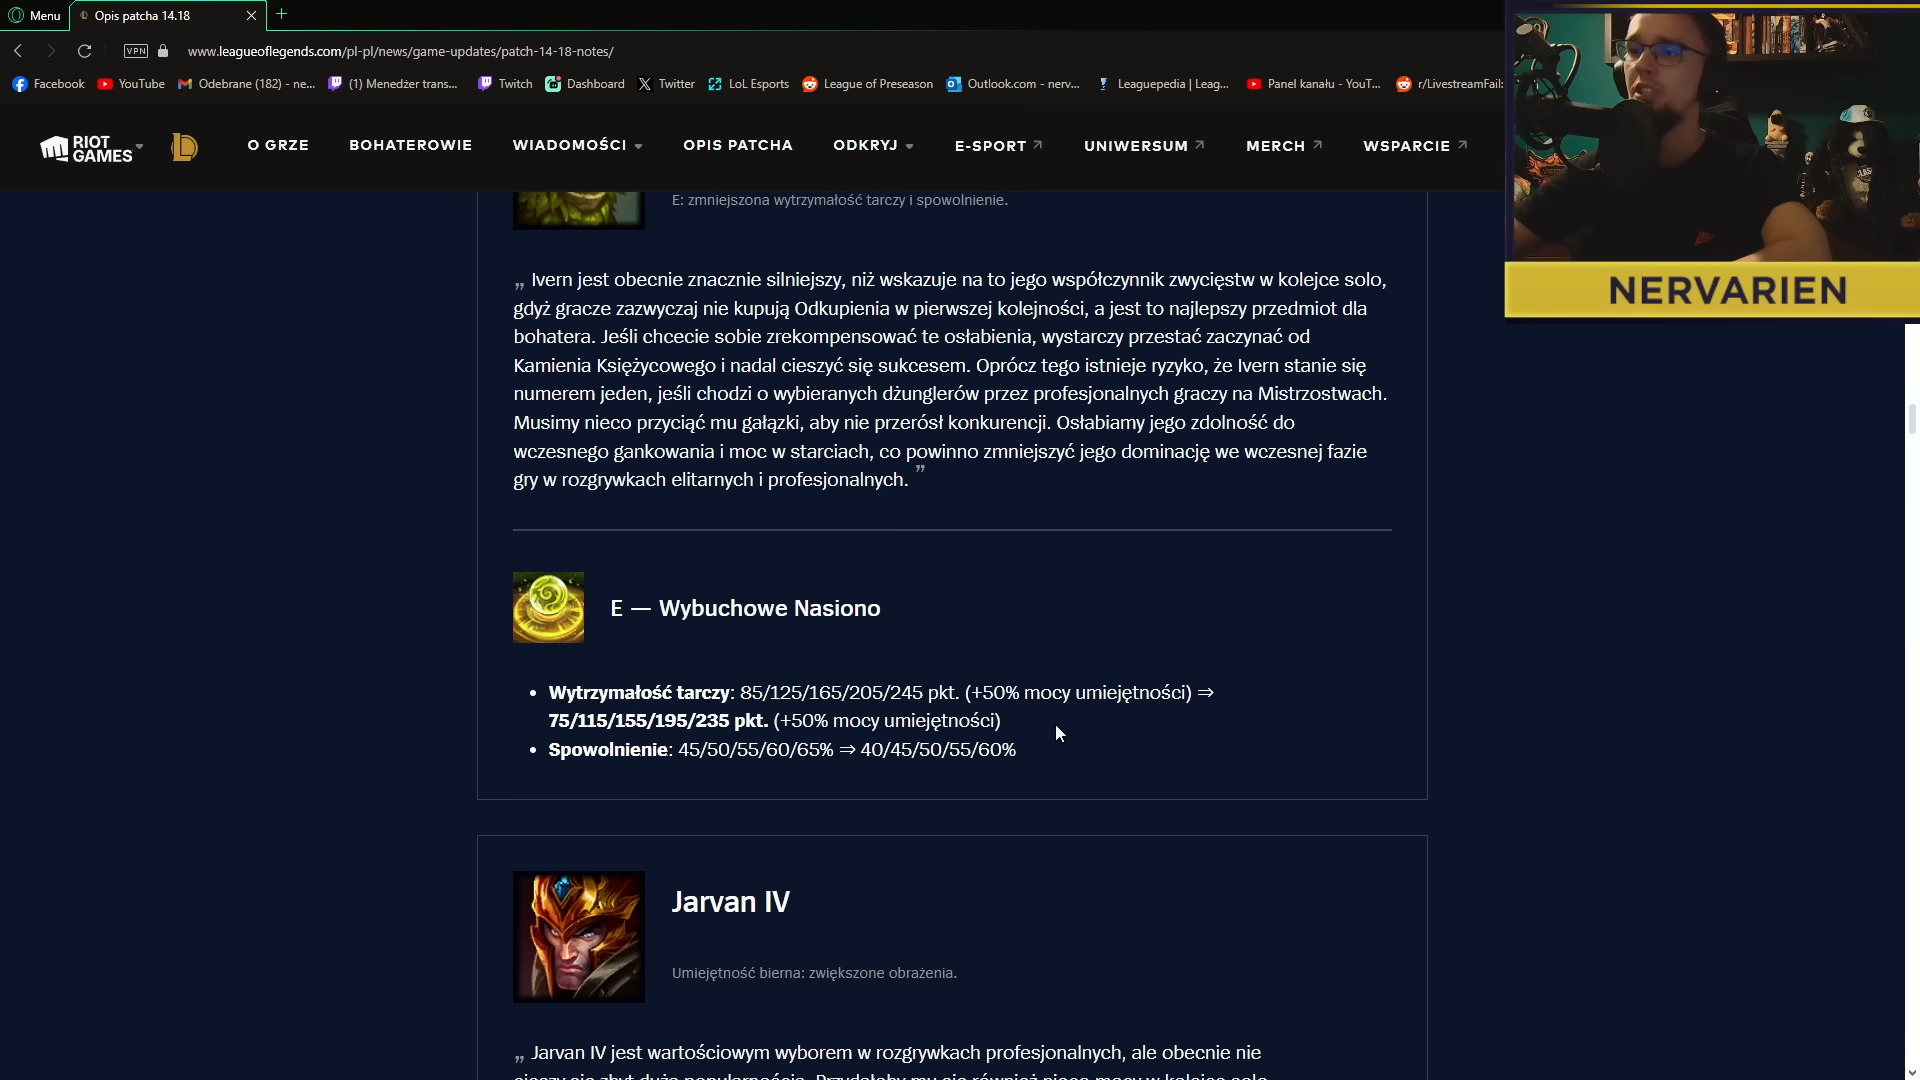 Menu
Opis patcha 14.18
VPN
www.leagueoflegends.com/pl-pl/news/game-updates/patch-14-18-notes/
Facebook
YouTube
Odebrane (182) - ne...
(1) Menedżer trans...
Twitch
Dashboard
Twitter
LoL Esports
League of Preseason
Outlook.com - nerv...
Leaguepedia | Leag...
Panel kanału - YouT...
r/LivestreamFail:
RIOT GAMES
O GRZE
BOHATEROWIE
WIADOMOŚCI
OPIS PATCHA
ODKRYJ
E-SPORT
UNIWERSUM
MERCH
WSPARCIE
NERVARIEN
E: zmniejszona wytrzymałość tarczy i spowolnienie.
„ Ivern jest obecnie znacznie silniejszy, niż wskazuje na to jego współczynnik zwycięstw w kolejce solo,
gdyż gracze zazwyczaj nie kupują Odkupienia w pierwszej kolejności, a jest to najlepszy przedmiot dla
bohatera. Jeśli chcecie sobie zrekompensować te osłabienia, wystarczy przestać zaczynać od
Kamienia Księżycowego i nadal cieszyć się sukcesem. Oprócz tego istnieje ryzyko, że Ivern stanie się
numerem jeden, jeśli chodzi o wybieranych dżunglerów przez profesjonalnych graczy na Mistrzostwach.
Musimy nieco przyciąć mu gałązki, aby nie przerósł konkurencji. Osłabiamy jego zdolność do
wczesnego gankowania i moc w starciach, co powinno zmniejszyć jego dominację we wczesnej fazie
gry w rozgrywkach elitarnych i profesjonalnych. ”
E — Wybuchowe Nasiono
• Wytrzymałość tarczy: 85/125/165/205/245 pkt. (+50% mocy umiejętności) ⇒
75/115/155/195/235 pkt. (+50% mocy umiejętności)
• Spowolnienie: 45/50/55/60/65% ⇒ 40/45/50/55/60%
Jarvan IV
Umiejętność bierna: zwiększone obrażenia.
„ Jarvan IV jest wartościowym wyborem w rozgrywkach profesjonalnych, ale obecnie nie